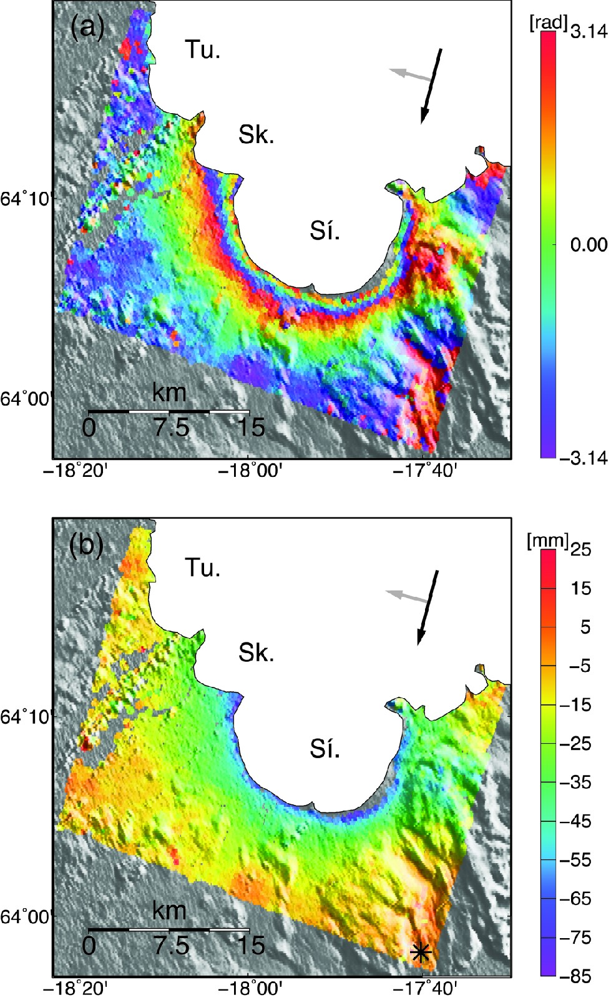 (a)
Tu.
Sk.
Sí.
64°10'
64°00'
km
0 7.5 15
−18°20' −18°00' −17°40'
[rad]
3.14
0.00
−3.14
(b)
Tu.
Sk.
Sí.
64°10'
64°00'
km
0 7.5 15
−18°20' −18°00' −17°40'
[mm]
25
15
5
−5
−15
−25
−35
−45
−55
−65
−75
−85